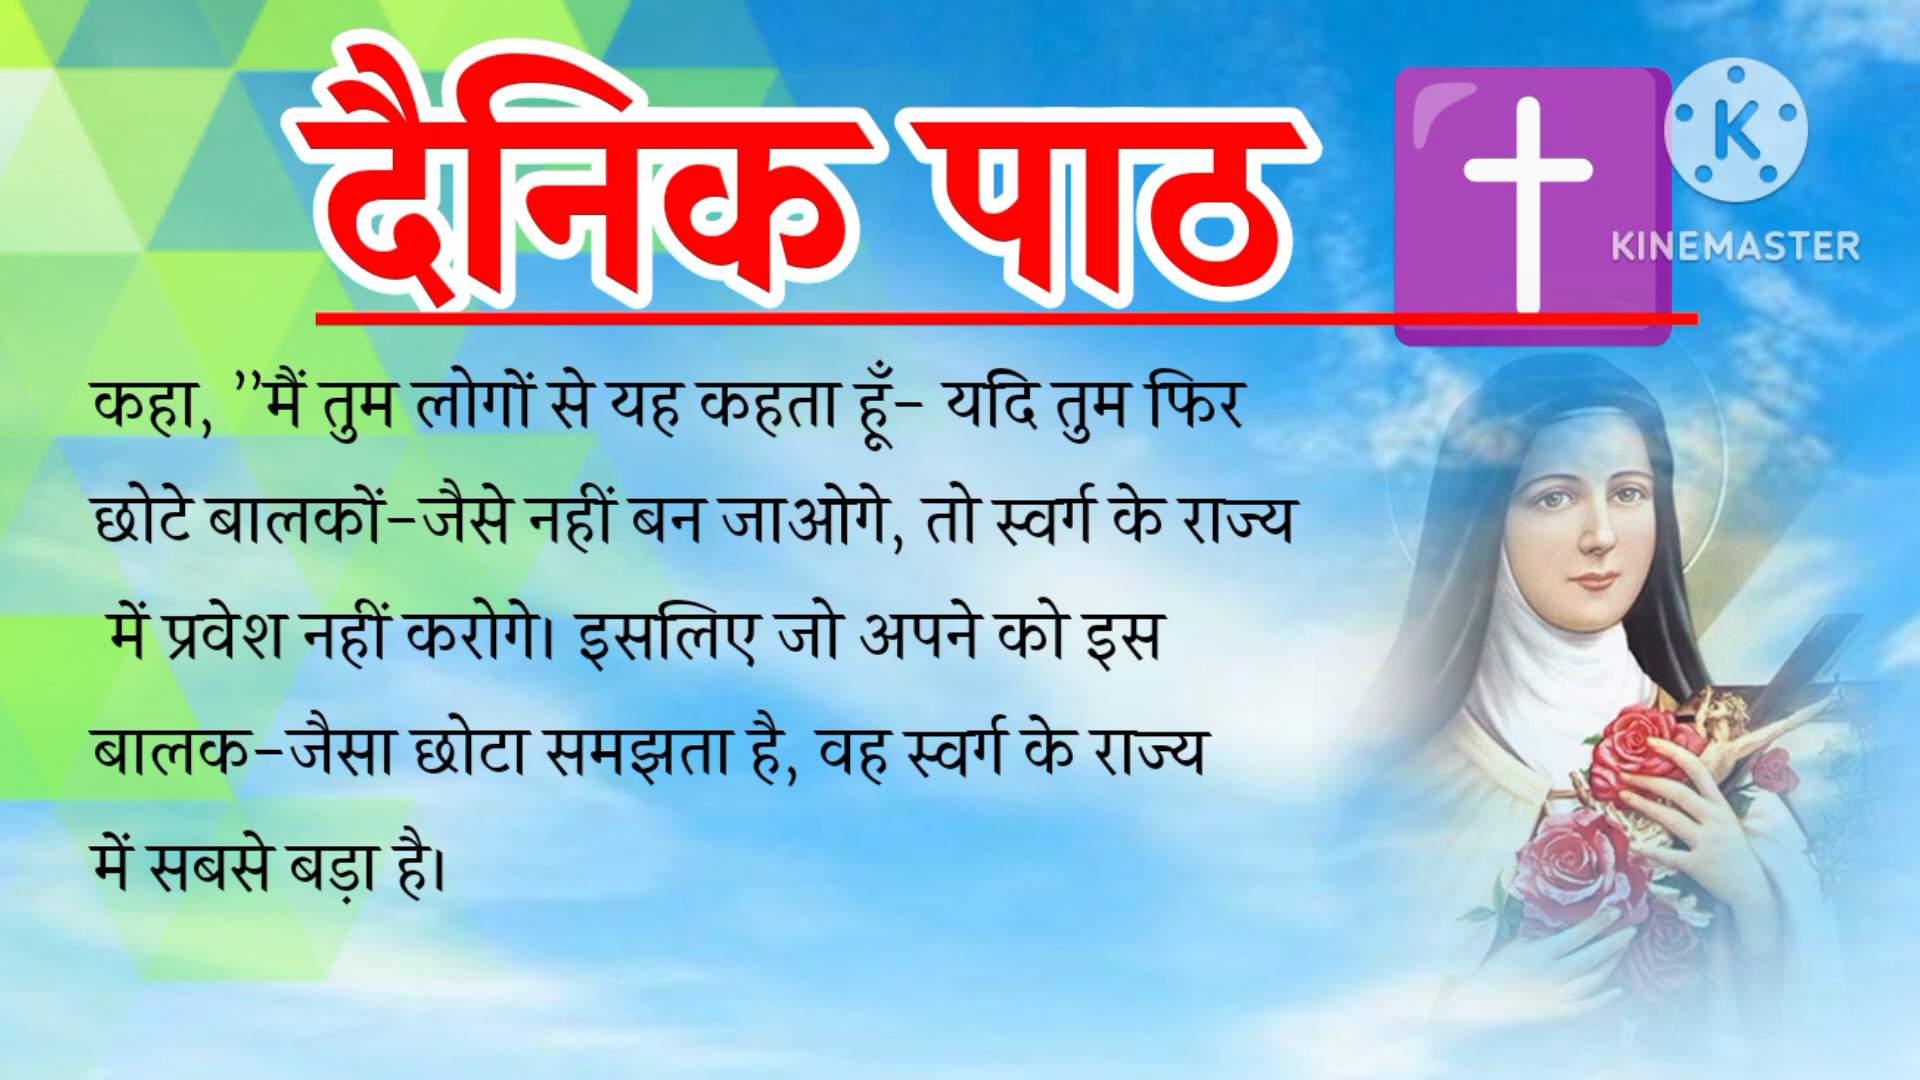 दैनिक पाठ
K
KINEMASTER
कहा, ’’मैं तुम लोगों से यह कहता हूँ- यदि तुम फिर
छोटे बालकों-जैसे नहीं बन जाओगे, तो स्वर्ग के राज्य
में प्रवेश नहीं करोगे। इसलिए जो अपने को इस
बालक-जैसा छोटा समझता है, वह स्वर्ग के राज्य
में सबसे बड़ा है।